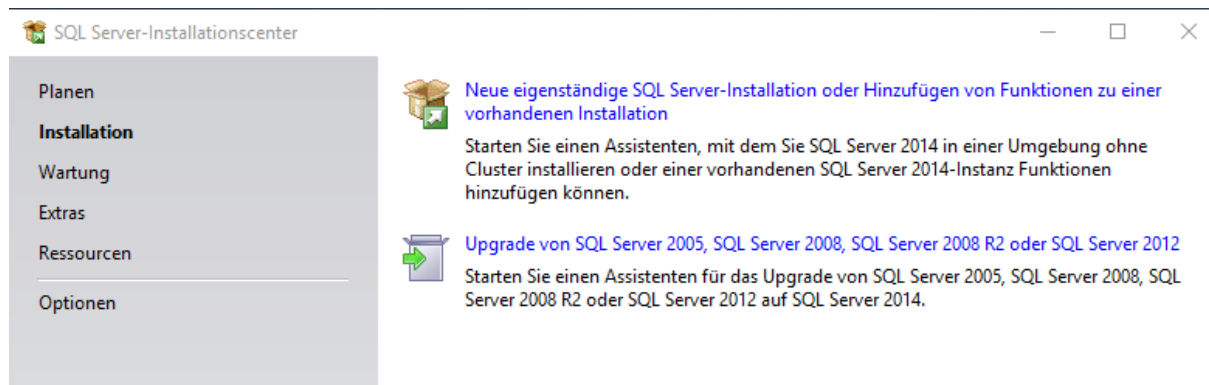 SQL Server-Installationscenter
Planen
Installation
Wartung
Extras
Ressourcen
Optionen
Neue eigenständige SQL Server-Installation oder Hinzufügen von Funktionen zu einer
vorhandenen Installation
Starten Sie einen Assistenten, mit dem Sie SQL Server 2014 in einer Umgebung ohne
Cluster installieren oder einer vorhandenen SQL Server 2014-Instanz Funktionen
hinzufügen können.
Upgrade von SQL Server 2005, SQL Server 2008, SQL Server 2008 R2 oder SQL Server 2012
Starten Sie einen Assistenten für das Upgrade von SQL Server 2005, SQL Server 2008, SQL
Server 2008 R2 oder SQL Server 2012 auf SQL Server 2014.